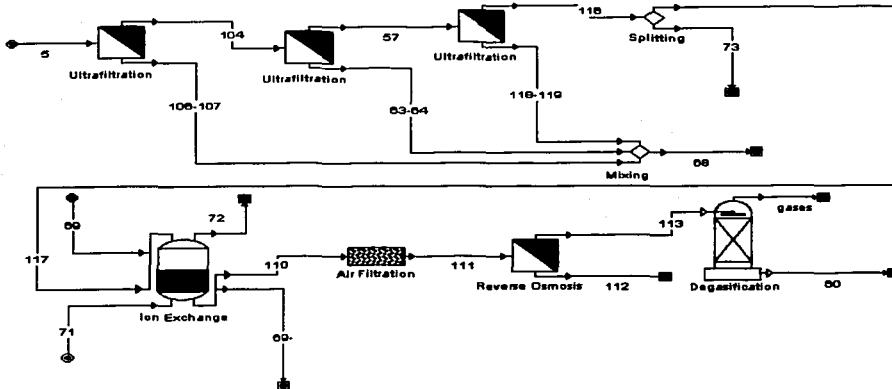 116
104
57
Splitting
5
73
Ultrafiltration
Ultrafiltration
Ultrafiltration
106-107
63-64
118-119
68
Mixing
72
gases
69
113
117
110
Air Filtration
111
Reverse Osmosis
112
Degasification
80
Ion Exchange
71
69-